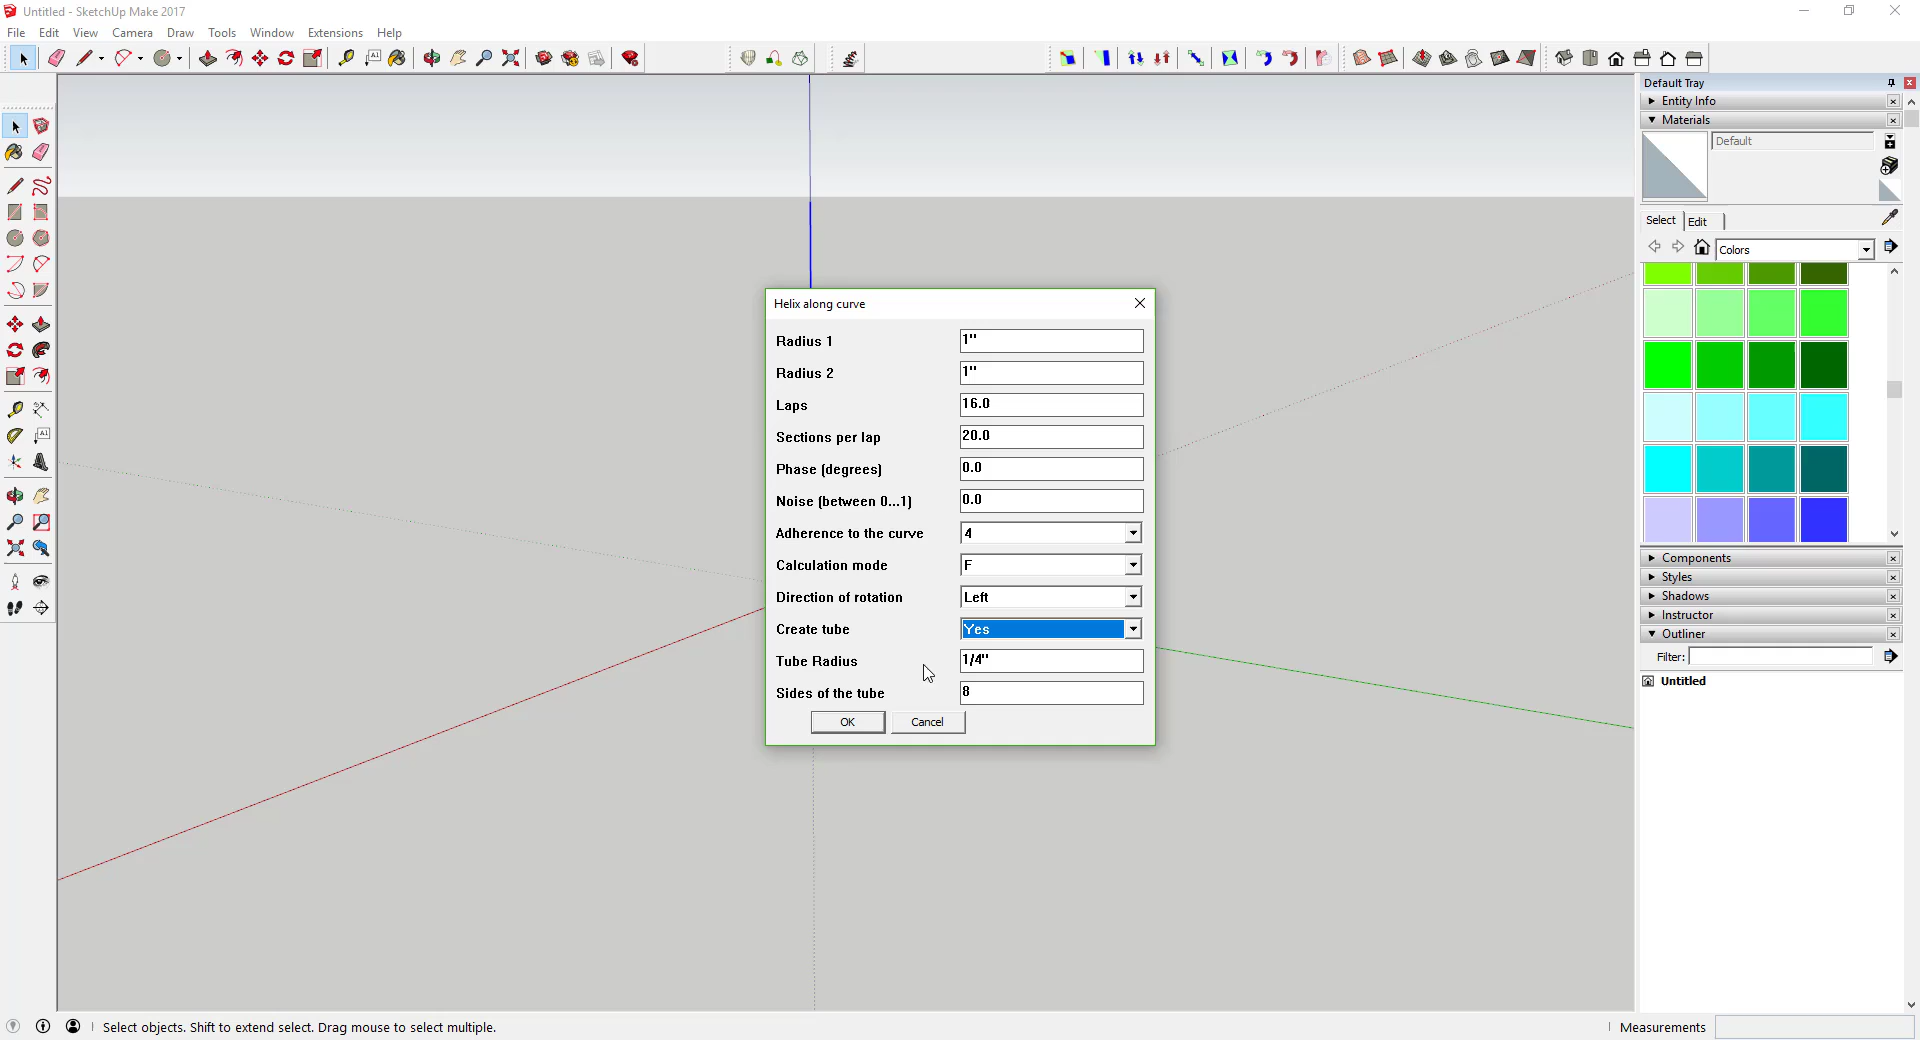 Untitled - SketchUp Make 2017
File Edit View Camera Draw Tools Window Extensions Help
Default Tray
Entity Info
Materials
Default
Select Edit
Colors
Helix along curve
Radius 1 1"
Radius 2 1"
Laps 16.0
Sections per lap 20.0
Phase (degrees) 0.0
Noise (between 0...1) 0.0
Adherence to the curve 4
Calculation mode F
Direction of rotation Left
Create tube Yes
Tube Radius 1/4"
Sides of the tube 8
OK Cancel
Components
Styles
Shadows
Instructor
Outliner
Filter:
Untitled
Select objects. Shift to extend select. Drag mouse to select multiple.
Measurements